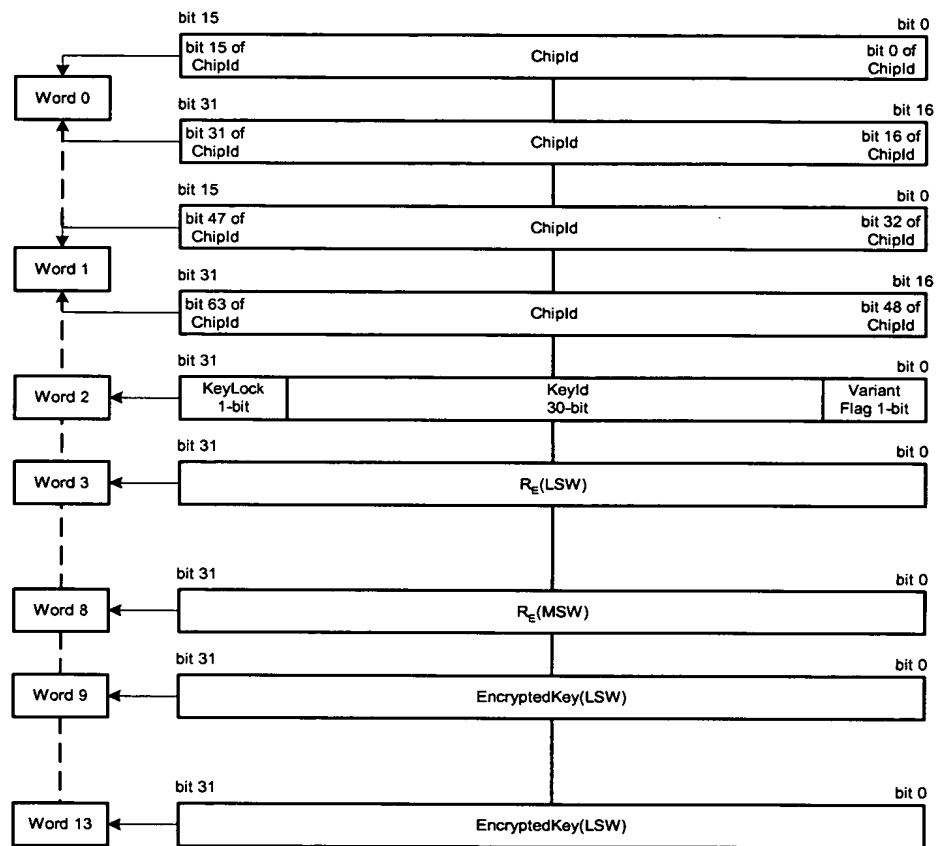 bit 15
bit 0
bit 15 of
ChipId
ChipId
bit 0 of
ChipId
Word 0
bit 31
bit 16
bit 31 of
ChipId
ChipId
bit 16 of
ChipId
bit 15
bit 0
bit 47 of
ChipId
ChipId
bit 32 of
ChipId
Word 1
bit 31
bit 16
bit 63 of
ChipId
ChipId
bit 48 of
ChipId
bit 31
bit 0
Word 2
KeyLock
1-bit
KeyId
30-bit
Variant
Flag 1-bit
bit 31
bit 0
Word 3
R_E(LSW)
bit 31
bit 0
Word 8
R_E(MSW)
bit 31
bit 0
Word 9
EncryptedKey(LSW)
bit 31
bit 0
Word 13
EncryptedKey(LSW)